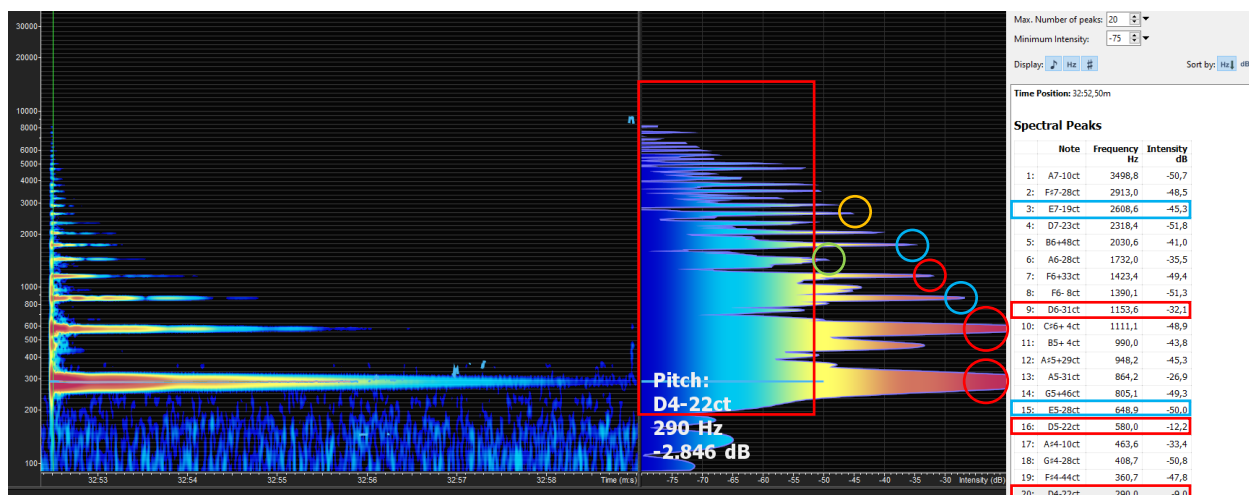 30000
20000
10000
8000
6000
5000
4000
3000
2000
1000
800
600
500
400
300
200
100
32:53 32:54 32:55 32:56 32:57 32:58 Time (m:s)
Pitch:
D4-22ct
290 Hz
-2.846 dB
-75 -70 -65 -60 -55 -50 -45 -40 -35 -30 Intensity (dB)
Max. Number of peaks: 20
Minimum Intensity: -75
Display: ♪ Hz # Sort by: Hz dB
Time Position: 32:52,50m
Spectral Peaks
Note Frequency Intensity
Hz dB
1: A7-10ct 3498,8 -50,7
2: F♯7-28ct 2913,0 -48,5
3: E7-19ct 2608,6 -45,3
4: D7-23ct 2318,4 -51,8
5: B6+48ct 2030,6 -41,0
6: A6-28ct 1732,0 -35,5
7: F6+33ct 1423,4 -49,4
8: F6- 8ct 1390,1 -51,3
9: D6-31ct 1153,6 -32,1
10: C♯6+ 4ct 1111,1 -48,9
11: B5+ 4ct 990,0 -43,8
12: A♯5+29ct 948,2 -45,3
13: A5-31ct 864,2 -26,9
14: G5+46ct 805,1 -49,3
15: E5-28ct 648,9 -50,0
16: D5-22ct 580,0 -12,2
17: A♯4-10ct 463,6 -33,4
18: G♯4-28ct 408,7 -50,8
19: F♯4-44ct 360,7 -47,8
20: D4-22ct 290,0 -9,0